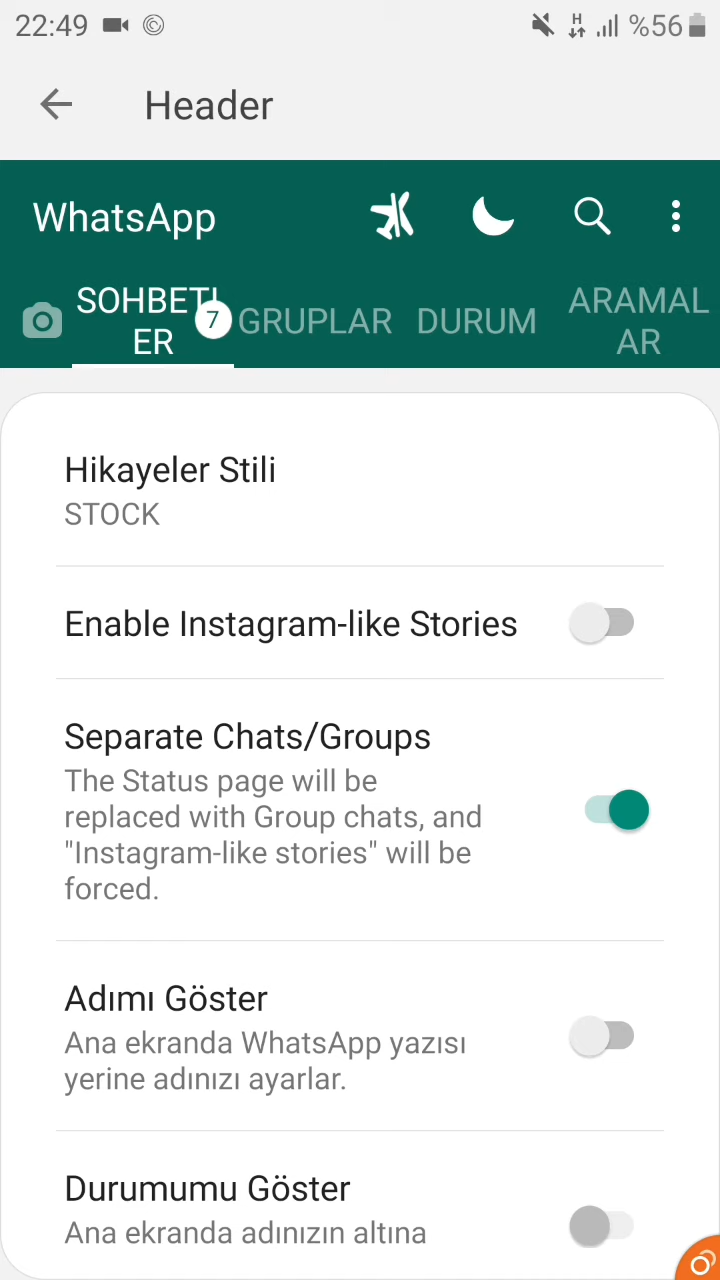 22:49 %56
Header
WhatsApp
SOHBETL
ER
7
GRUPLAR
DURUM
ARAMAL
AR
Hikayeler Stili
STOCK
Enable Instagram-like Stories
Separate Chats/Groups
The Status page will be
replaced with Group chats, and
"Instagram-like stories" will be
forced.
Adımı Göster
Ana ekranda WhatsApp yazısı
yerine adınızı ayarlar.
Durumumu Göster
Ana ekranda adınızın altına